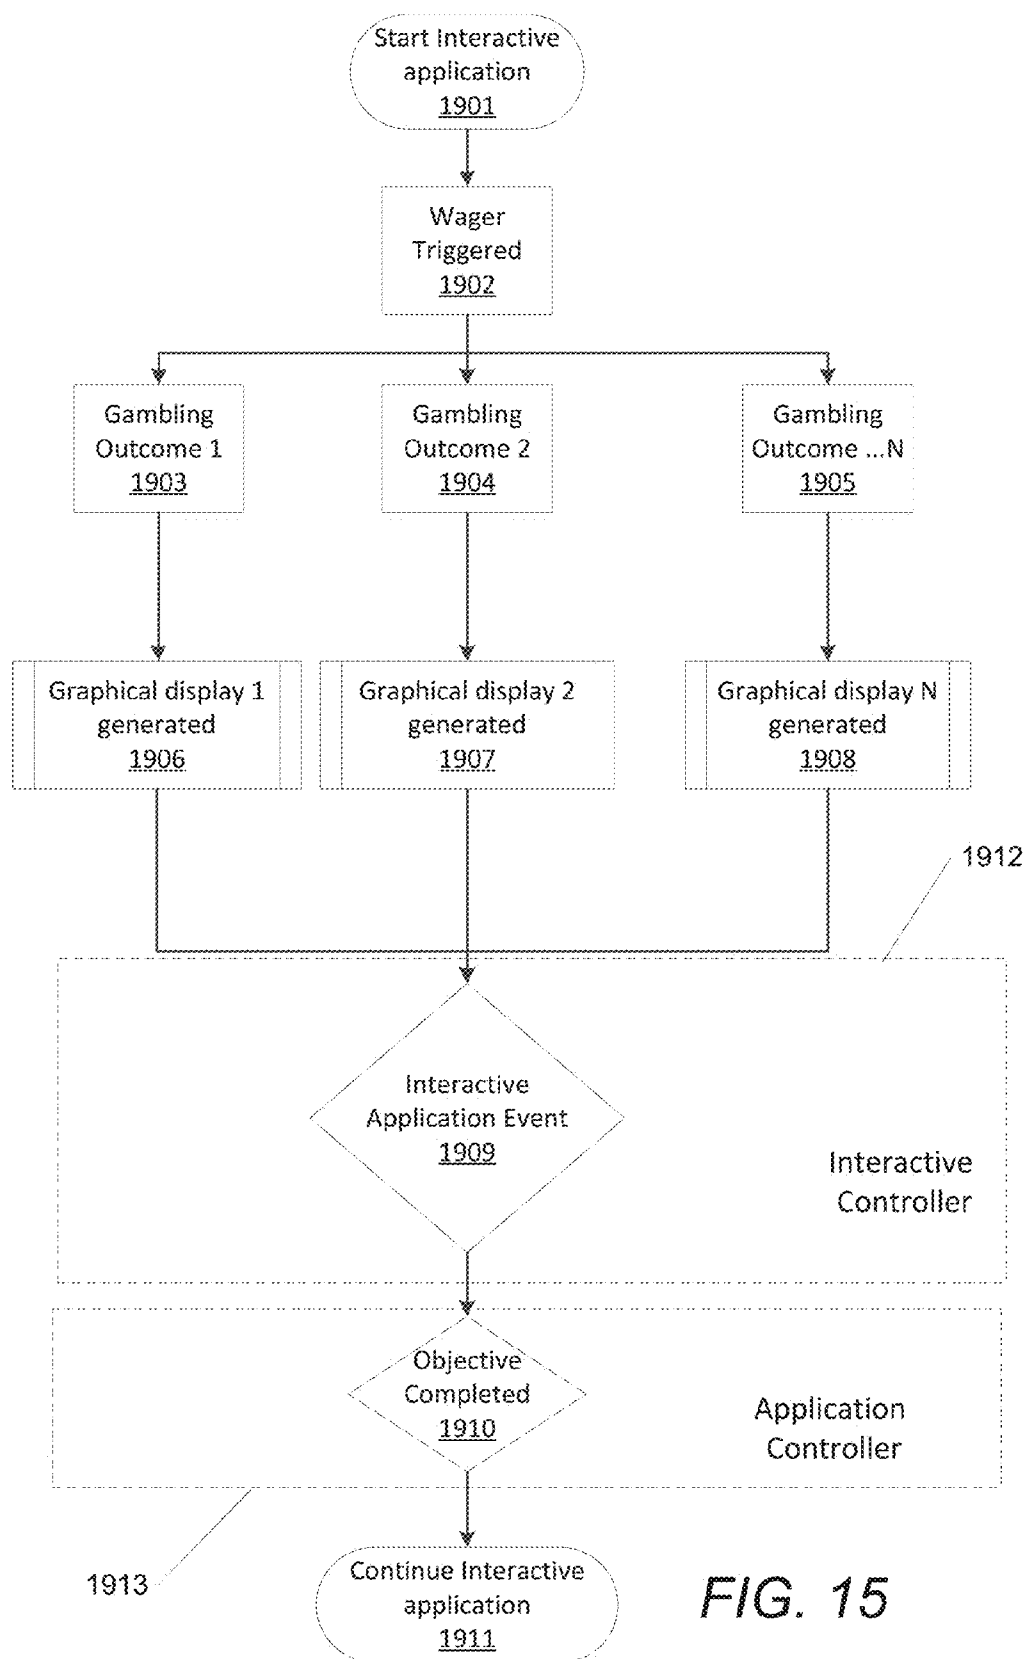 Start Interactive
application
1901
Wager
Triggered
1902
Gambling
Outcome 1
1903
Gambling
Outcome 2
1904
Gambling
Outcome ...N
1905
Graphical display 1
generated
1906
Graphical display 2
generated
1907
Graphical display N
generated
1908
1912
Interactive
Application Event
1909
Interactive
Controller
Objective
Completed
1910
Application
Controller
1913
Continue Interactive
application
1911
FIG. 15